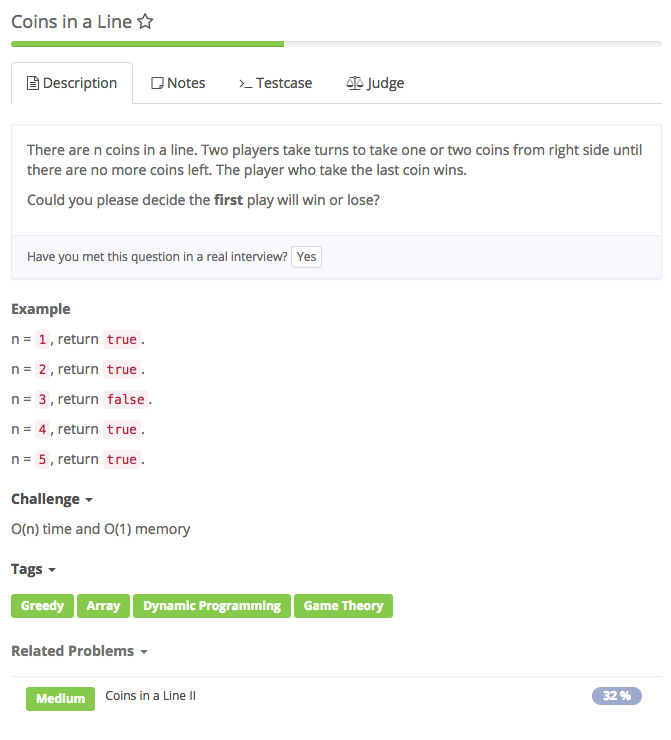 Coins in a Line
Description Notes >_ Testcase Judge
There are n coins in a line. Two players take turns to take one or two coins from right side until
there are no more coins left. The player who take the last coin wins.
Could you please decide the first play will win or lose?
Have you met this question in a real interview? Yes
Example
n = 1, return true.
n = 2, return true.
n = 3, return false.
n = 4, return true.
n = 5, return true.
Challenge
O(n) time and O(1) memory
Tags
Greedy Array Dynamic Programming Game Theory
Related Problems
Medium Coins in a Line II 32 %